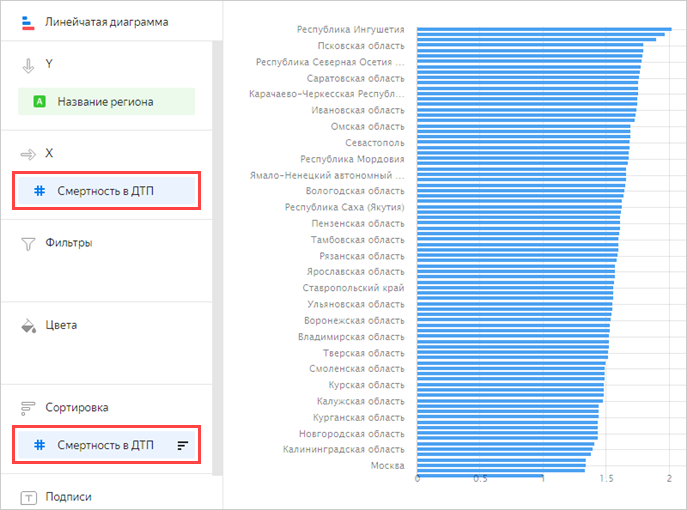 Линейчатая диаграмма
Y
A Название региона
X
# Смертность в ДТП
Фильтры
Цвета
Сортировка
# Смертность в ДТП
T Подписи
Республика Ингушетия
Псковская область
Республика Северная Осетия ...
Саратовская область
Карачаево-Черкесская Республ...
Ивановская область
Омская область
Севастополь
Республика Мордовия
Ямало-Ненецкий автономный ...
Вологодская область
Республика Саха (Якутия)
Пензенская область
Тамбовская область
Рязанская область
Ярославская область
Ставропольский край
Ульяновская область
Воронежская область
Владимирская область
Тверская область
Смоленская область
Курская область
Калужская область
Курганская область
Новгородская область
Калининградская область
Москва
0 0.5 1 1.5 2